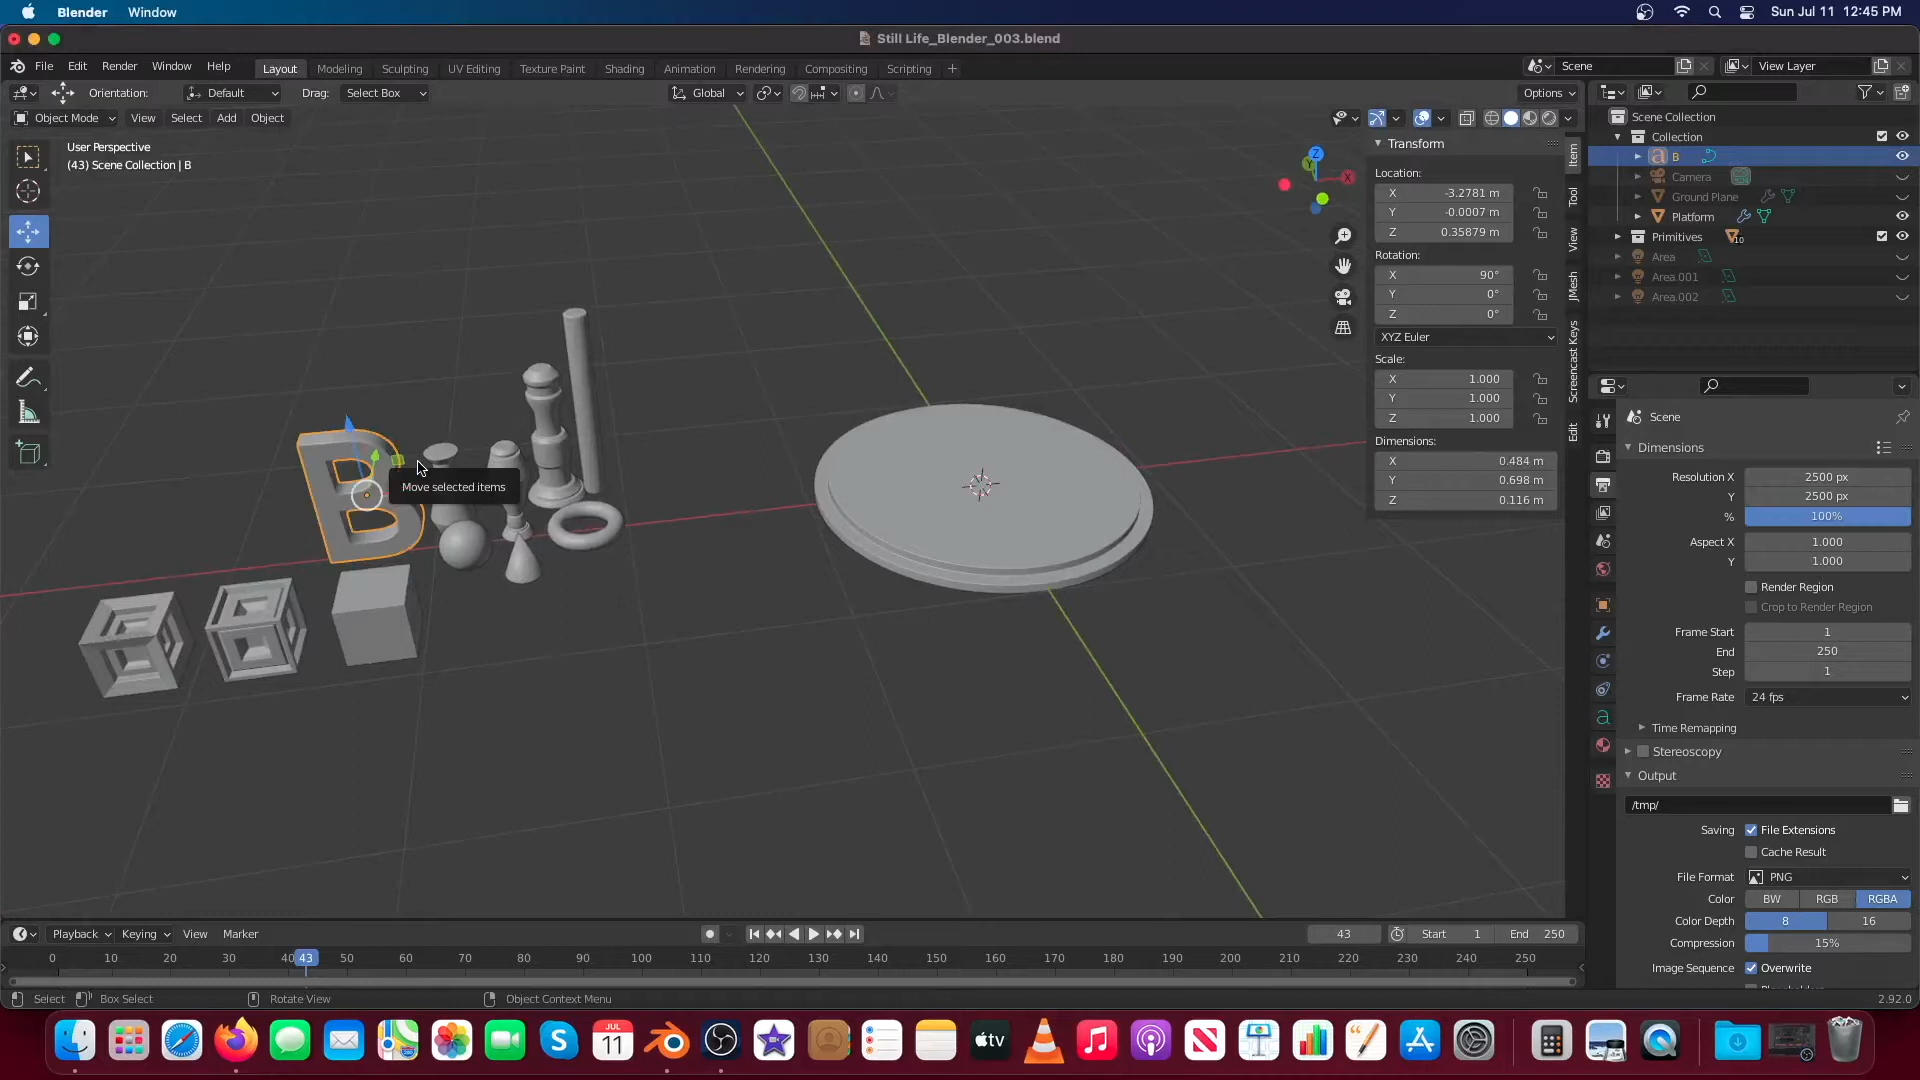 Blender Window Sun Jul 11 12:45 PM
Still Life_Blender_003.blend
File Edit Render Window Help Layout Modeling Sculpting UV Editing Texture Paint Shading Animation Rendering Compositing Scripting + Scene View Layer
Orientation: Default Drag: Select Box Global Options
Object Mode View Select Add Object
User Perspective
(43) Scene Collection | B
Move selected items
Z
Y
X
Transform
Location:
X -3.2781 m
Y -0.0007 m
Z 0.35879 m
Rotation:
X 90°
Y 0°
Z 0°
XYZ Euler
Scale:
X 1.000
Y 1.000
Z 1.000
Dimensions:
X 0.484 m
Y 0.698 m
Z 0.116 m
Item
Tool
View
JMesh
Screencast Keys
Edit
Scene Collection
Collection
B
Camera
Ground Plane
Platform
Primitives 10
Area
Area.001
Area.002
Scene
Dimensions
Resolution X 2500 px
Y 2500 px
% 100%
Aspect X 1.000
Y 1.000
Render Region
Crop to Render Region
Frame Start 1
End 250
Step 1
Frame Rate 24 fps
Time Remapping
Stereoscopy
Output
/tmp/
Saving File Extensions
Cache Result
File Format PNG
Color BW RGB RGBA
Color Depth 8 16
Compression 15%
Image Sequence Overwrite
Playback Keying View Marker 43 Start 1 End 250
0 10 20 30 40 43 50 60 70 80 90 100 110 120 130 140 150 160 170 180 190 200 210 220 230 240 250
Select Box Select Rotate View Object Context Menu 2.92.0
JUL
11
tv